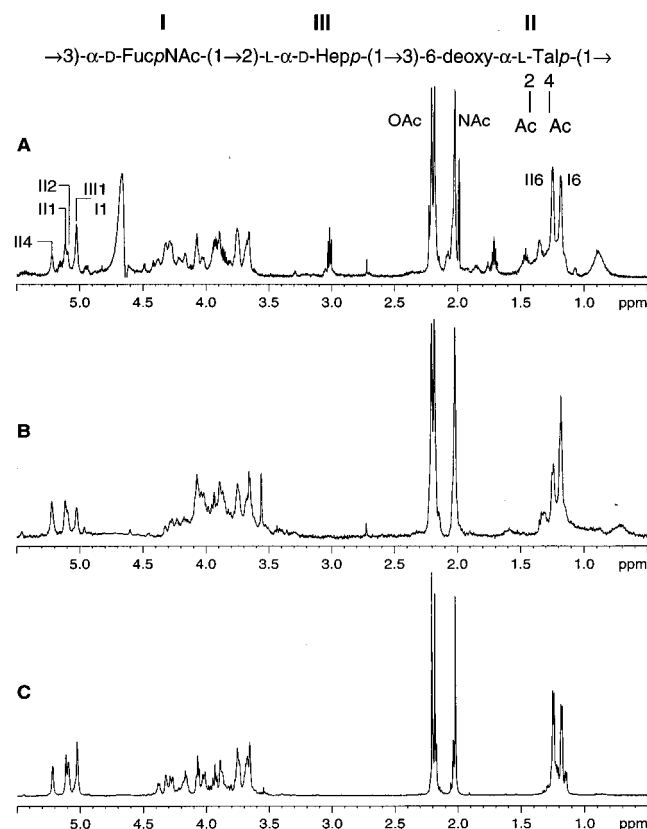 I III II
→3)-α-D-FucpNAc-(1→2)-L-α-D-Hepp-(1→3)-6-deoxy-α-L-Talp-(1→
2 4
Ac Ac
OAc NAc
A
II6 I6
II2 III1
II1 I1
II4
5.0 4.5 4.0 3.5 3.0 2.5 2.0 1.5 1.0 ppm
B
5.0 4.5 4.0 3.5 3.0 2.5 2.0 1.5 1.0 ppm
C
5.0 4.5 4.0 3.5 3.0 2.5 2.0 1.5 1.0 ppm